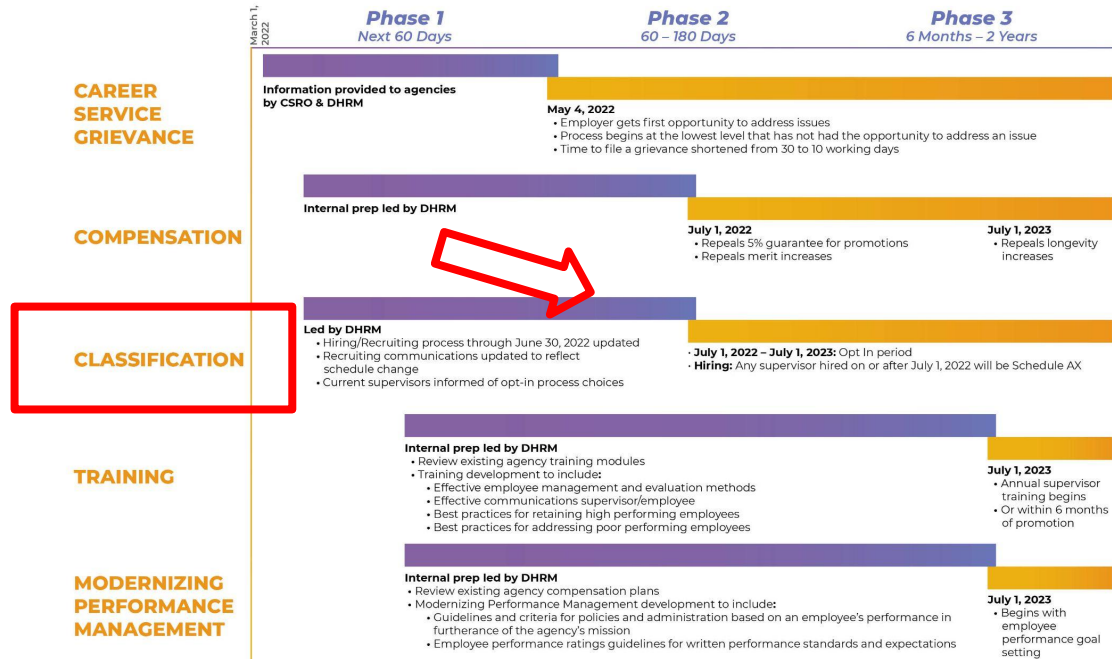 March 1,
2022
Phase 1
Next 60 Days
Phase 2
60 – 180 Days
Phase 3
6 Months – 2 Years
CAREER
SERVICE
GRIEVANCE
Information provided to agencies
by CSRO & DHRM
May 4, 2022
• Employer gets first opportunity to address issues
• Process begins at the lowest level that has not had the opportunity to address an issue
• Time to file a grievance shortened from 30 to 10 working days
COMPENSATION
Internal prep led by DHRM
July 1, 2022
• Repeals 5% guarantee for promotions
• Repeals merit increases
July 1, 2023
• Repeals longevity
increases
CLASSIFICATION
Led by DHRM
• Hiring/Recruiting process through June 30, 2022 updated
• Recruiting communications updated to reflect
schedule change
• Current supervisors informed of opt-in process choices
· July 1, 2022 – July 1, 2023: Opt In period
· Hiring: Any supervisor hired on or after July 1, 2022 will be Schedule AX
TRAINING
Internal prep led by DHRM
• Review existing agency training modules
• Training development to include:
• Effective employee management and evaluation methods
• Effective communications supervisor/employee
• Best practices for retaining high performing employees
• Best practices for addressing poor performing employees
July 1, 2023
• Annual supervisor
training begins
• Or within 6 months
of promotion
MODERNIZING
PERFORMANCE
MANAGEMENT
Internal prep led by DHRM
• Review existing agency compensation plans
• Modernizing Performance Management development to include:
• Guidelines and criteria for policies and administration based on an employee's performance in
furtherance of the agency's mission
• Employee performance ratings guidelines for written performance standards and expectations
July 1, 2023
• Begins with
employee
performance goal
setting